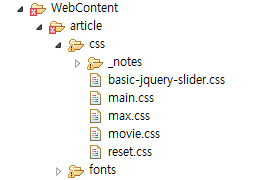 WebContent
article
css
_notes
basic-jquery-slider.css
main.css
max.css
movie.css
reset.css
fonts